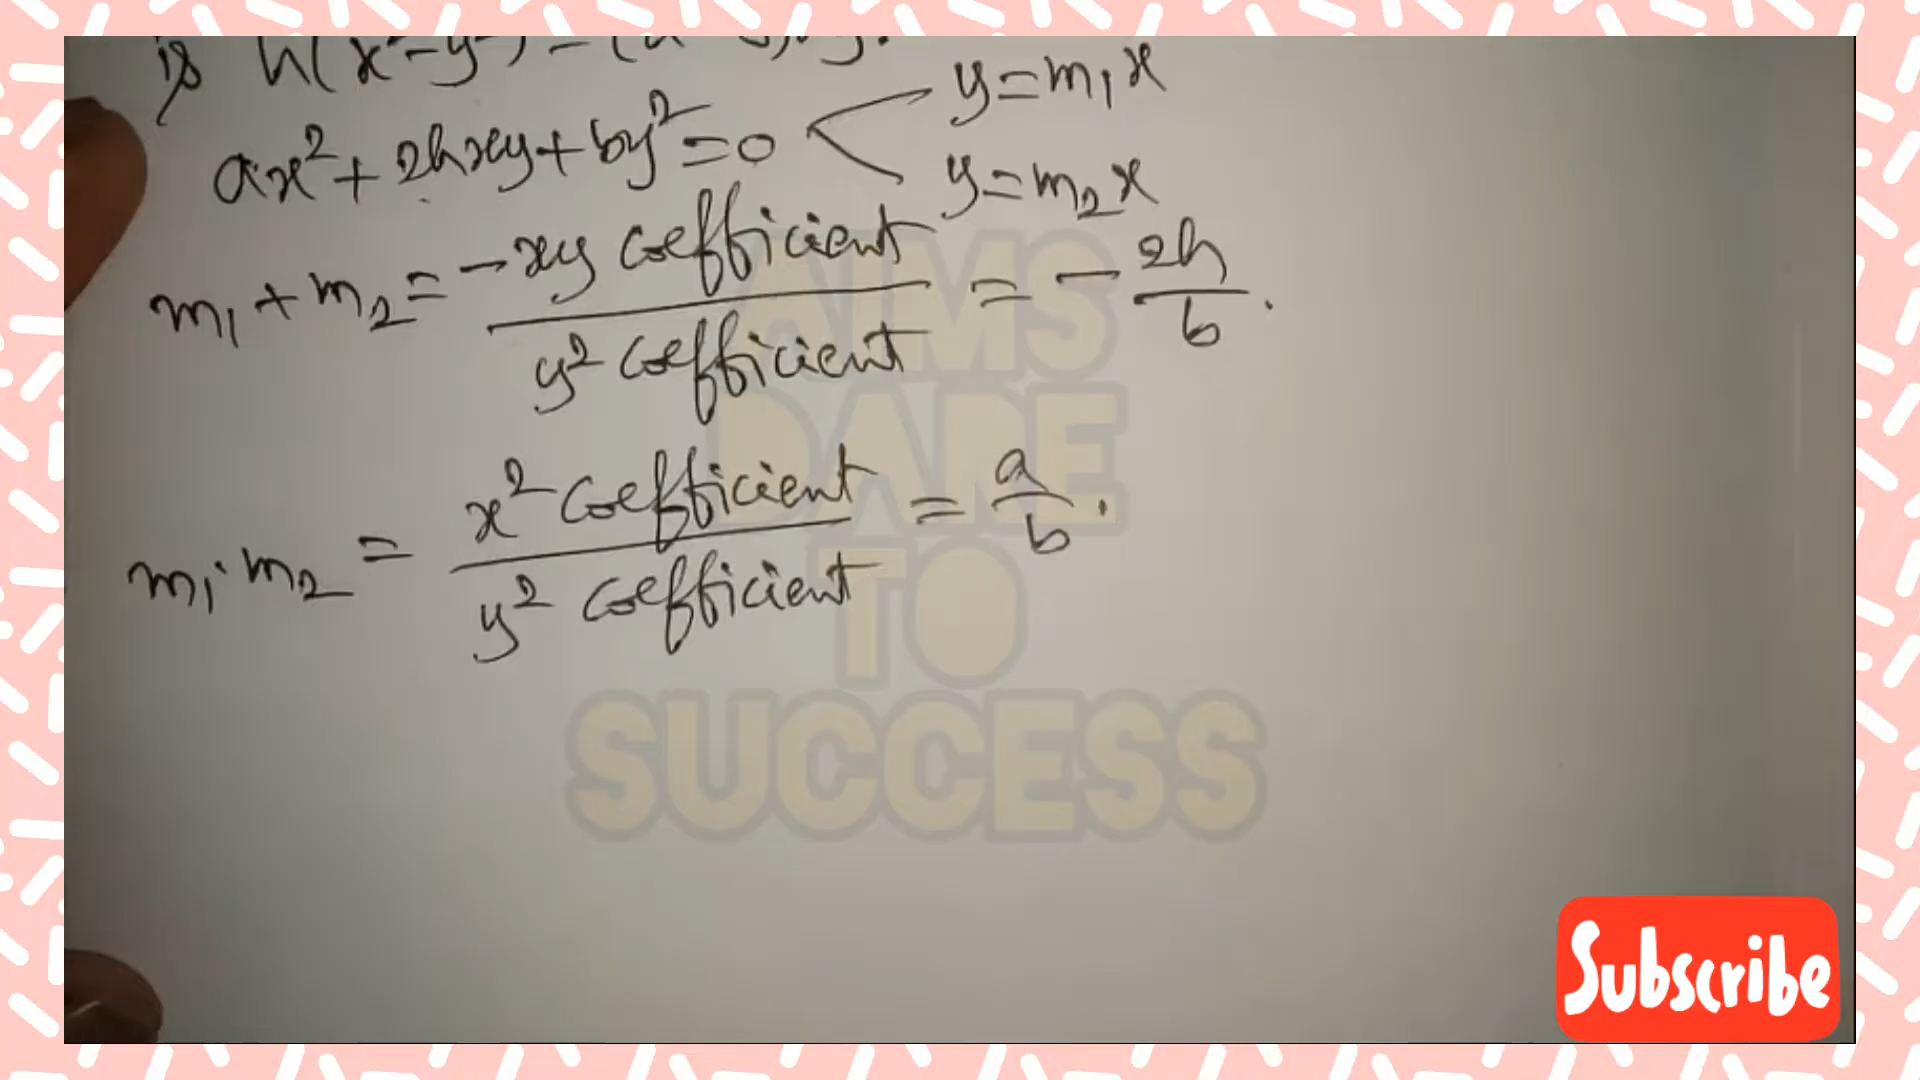 is h(x²-y²)
ax²+2hxy+by²=0 < y=m₁x
y=m₂x
m₁+m₂= -xy coefficient / y² coefficient = - 2h/b .
m₁·m₂ = x² coefficient / y² coefficient = a/b .
AIMS
DARE
TO
SUCCESS
Subscribe